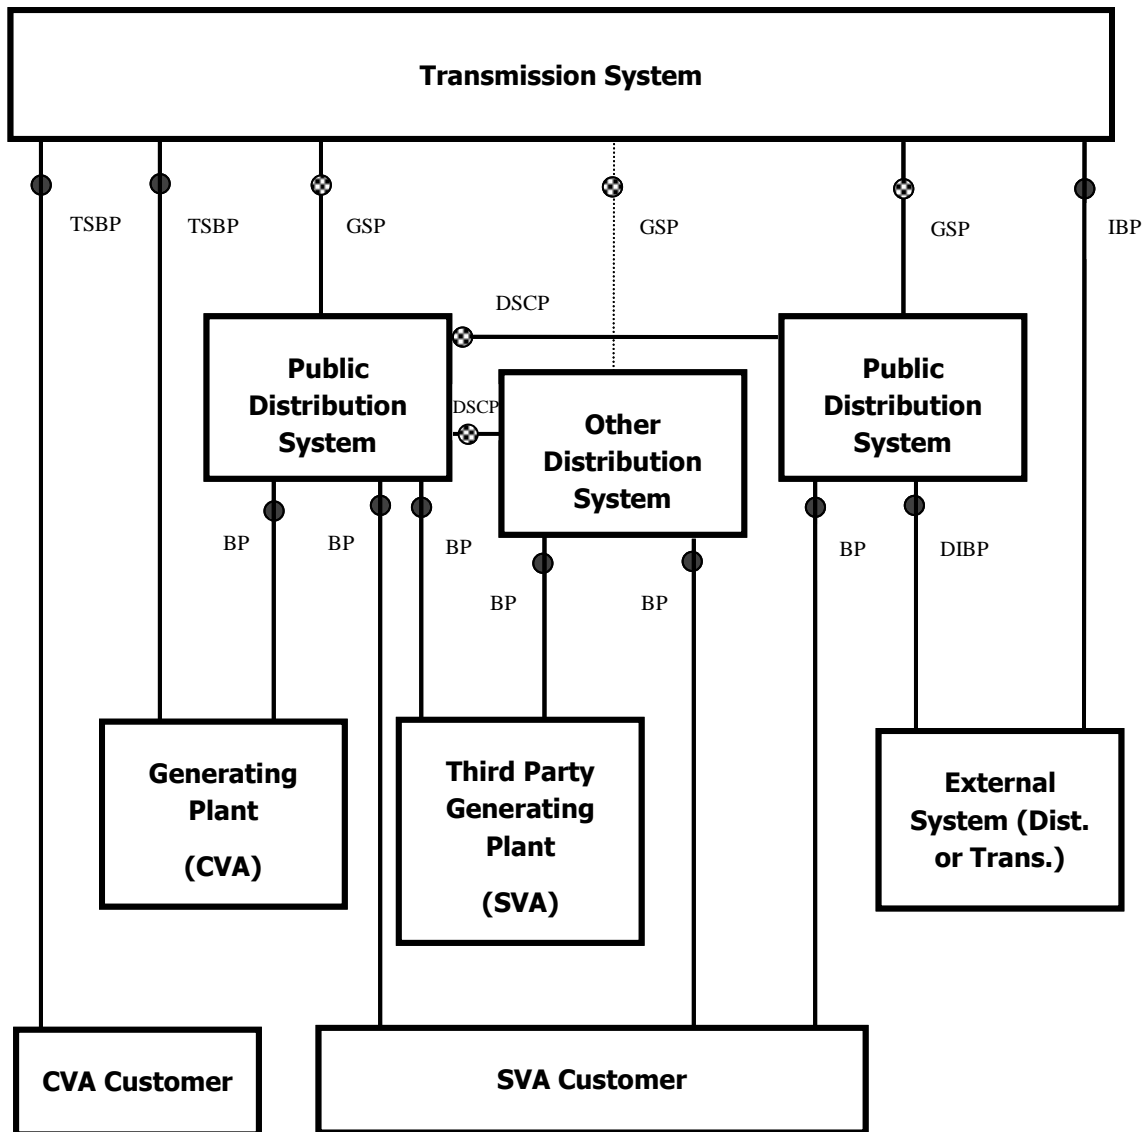 Transmission System
TSBP
TSBP
GSP
GSP
GSP
IBP
DSCP
Public
Distribution
System
DSCP
Other
Distribution
System
Public
Distribution
System
BP
BP
BP
BP
BP
BP
DIBP
Generating
Plant
(CVA)
Third Party
Generating
Plant
(SVA)
External
System (Dist.
or Trans.)
CVA Customer
SVA Customer